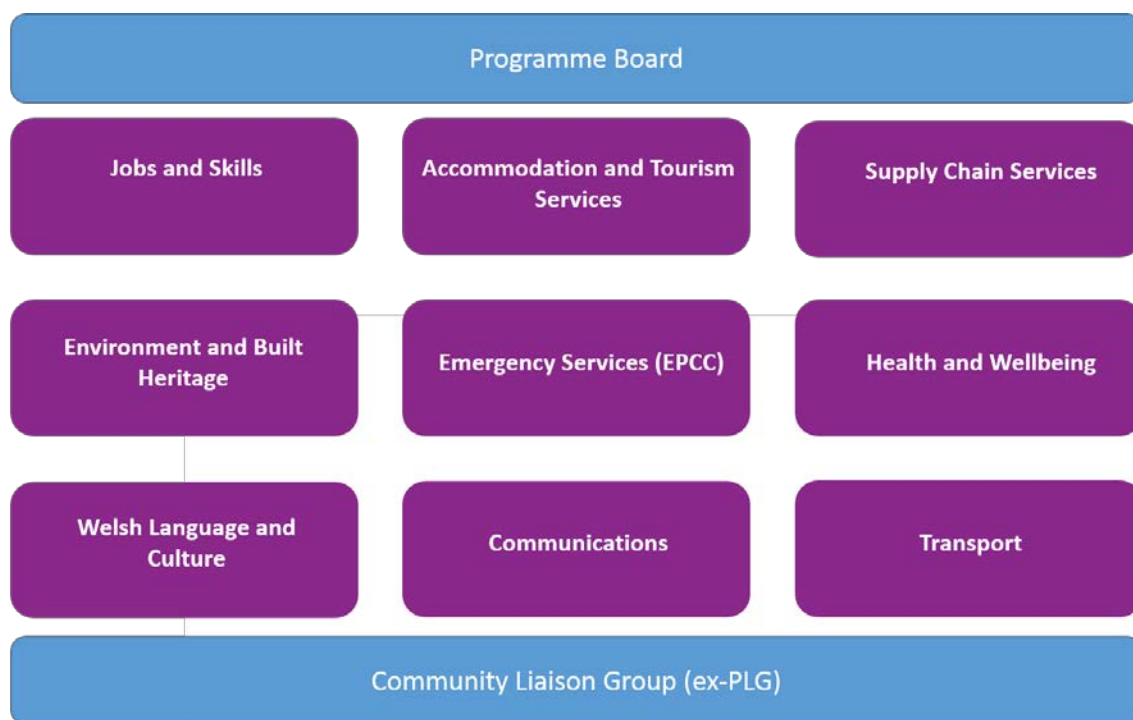 Programme Board
Jobs and Skills
Accommodation and Tourism
Services
Supply Chain Services
Environment and Built
Heritage
Emergency Services (EPCC)
Health and Wellbeing
Welsh Language and
Culture
Communications
Transport
Community Liaison Group (ex-PLG)